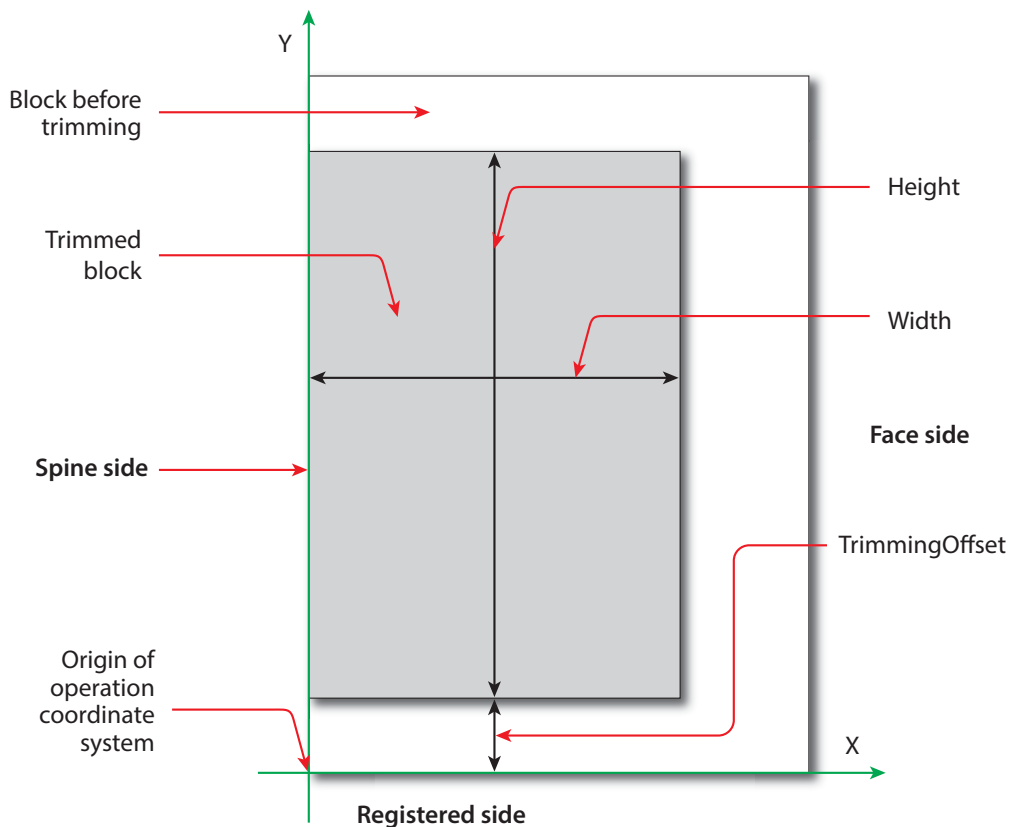 Y
Block before
trimming
Height
Trimmed
block
Width
Face side
Spine side
TrimmingOffset
Origin of
operation
coordinate
system
X
Registered side